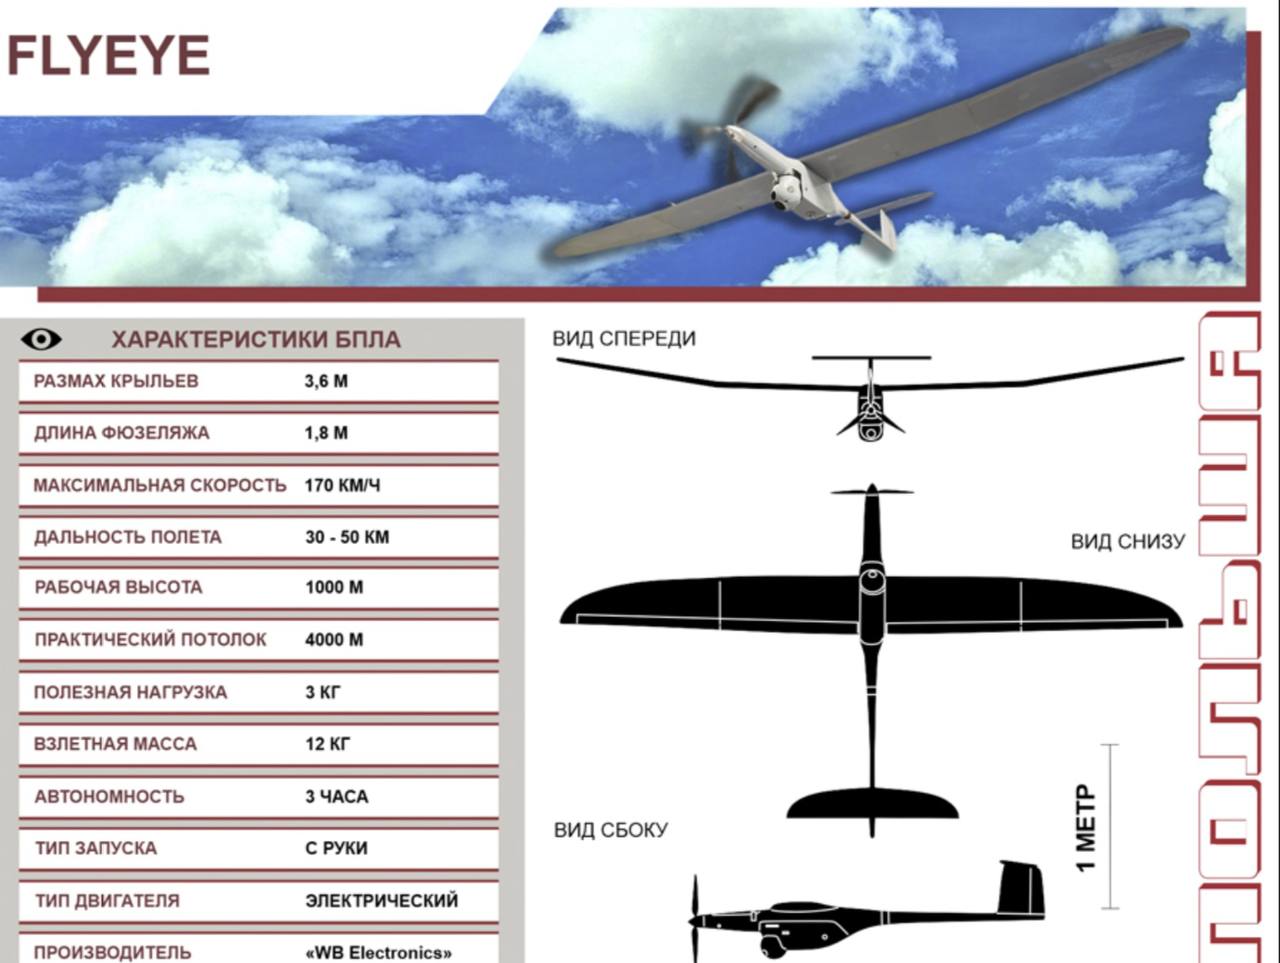 FLYEYE
ХАРАКТЕРИСТИКИ БПЛА
РАЗМАХ КРЫЛЬЕВ 3,6 М
ДЛИНА ФЮЗЕЛЯЖА 1,8 М
МАКСИМАЛЬНАЯ СКОРОСТЬ 170 КМ/Ч
ДАЛЬНОСТЬ ПОЛЕТА 30 - 50 КМ
РАБОЧАЯ ВЫСОТА 1000 М
ПРАКТИЧЕСКИЙ ПОТОЛОК 4000 М
ПОЛЕЗНАЯ НАГРУЗКА 3 КГ
ВЗЛЕТНАЯ МАССА 12 КГ
АВТОНОМНОСТЬ 3 ЧАСА
ТИП ЗАПУСКА С РУКИ
ТИП ДВИГАТЕЛЯ ЭЛЕКТРИЧЕСКИЙ
ПРОИЗВОДИТЕЛЬ «WB Electronics»
ВИД СПЕРЕДИ
ВИД СНИЗУ
ВИД СБОКУ
1 МЕТР
ПОЛЬША